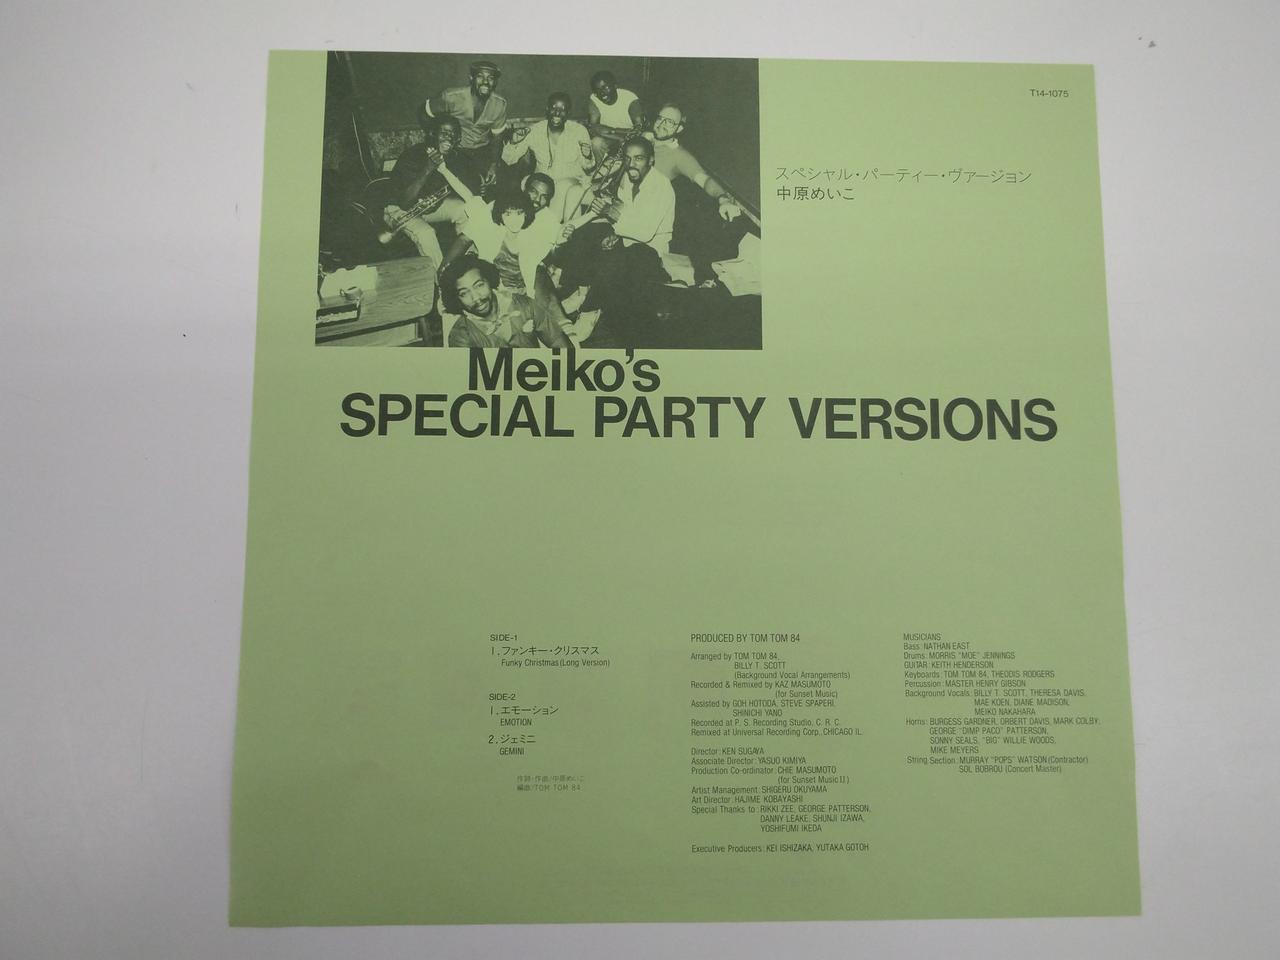 T14-1075
スペシャル・パーティー・ヴァージョン
中原めいこ
Meiko's
SPECIAL PARTY VERSIONS
SIDE-1
1.ファンキー・クリスマス
Funky Christmas (Long Version)
SIDE-2
1.エモーション
EMOTION
2.ジェミニ
GEMINI
作詞・作曲/中原めいこ
編曲/TOM TOM 84
PRODUCED BY TOM TOM 84
Arranged by TOM TOM 84,
BILLY T. SCOTT
(Background Vocal Arrangements)
Recorded & Remixed by KAZ MASUMOTO
(for Sunset Music)
Assisted by GOH HOTODA, STEVE SPAPERI,
SHINICHI YANO
Recorded at P. S. Recording Studio, C. R. C.
Remixed at Universal Recording Corp., CHICAGO IL.
Director: KEN SUGAYA
Associate Director: YASUO KIMIYA
Production Co-ordinator: CHIE MASUMOTO
(for Sunset Music II)
Artist Management: SHIGERU OKUYAMA
Art Director: HAJIME KOBAYASHI
Special Thanks to: RIKKI ZEE, GEORGE PATTERSON,
DANNY LEAKE, SHUNJI IZAWA,
YOSHIFUMI IKEDA
Executive Producers: KEI ISHIZAKA, YUTAKA GOTOH
MUSICIANS
Bass: NATHAN EAST
Drums: MORRIS "MOE" JENNINGS
GUITAR: KEITH HENDERSON
Keyboards: TOM TOM 84, THEODIS RODGERS
Percussion: MASTER HENRY GIBSON
Background Vocals: BILLY T. SCOTT, THERESA DAVIS,
MAE KOEN, DIANE MADISON,
MEIKO NAKAHARA
Horns: BURGESS GARDNER, ORBERT DAVIS, MARK COLBY,
GEORGE "DIMP PACO" PATTERSON,
SONNY SEALS, "BIG" WILLIE WOODS,
MIKE MEYERS
String Section: MURRAY "POPS" WATSON (Contractor)
SOL BOBROU (Concert Master)